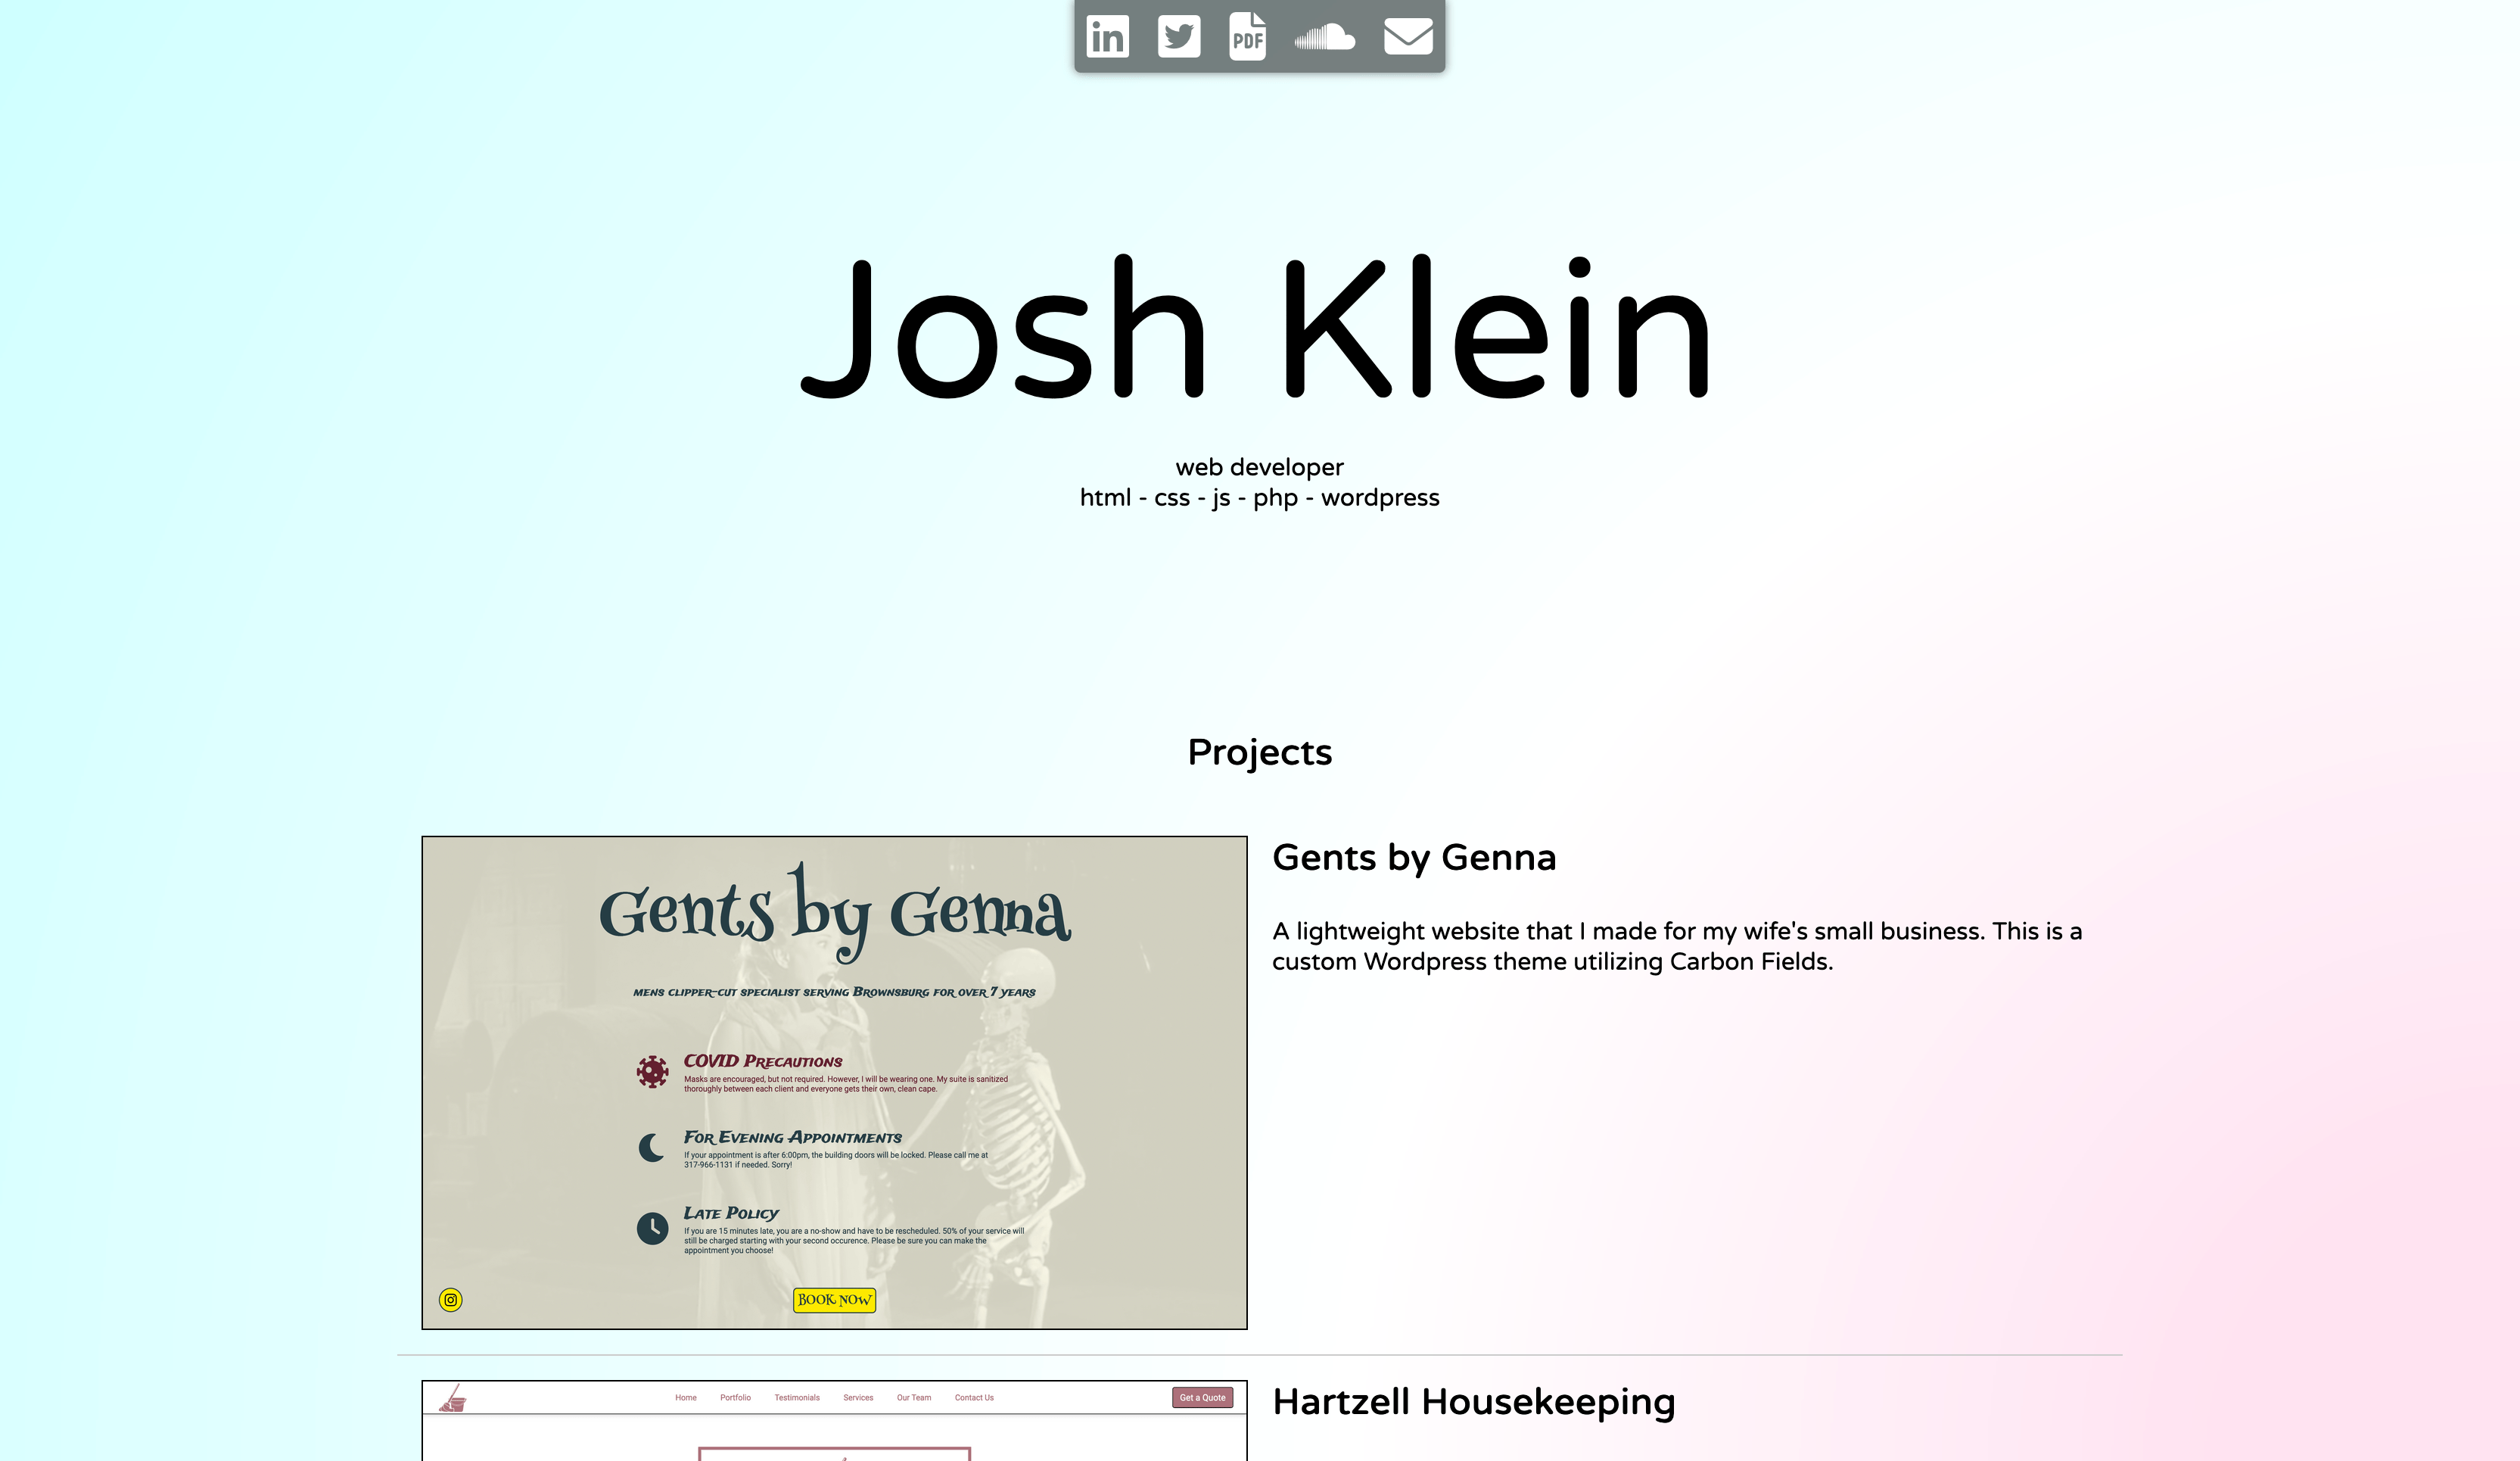 in
PDF
Josh Klein
web developer
html - css - js - php - wordpress
Projects
Gents by Genna
mens clipper-cut specialist serving Brownsburg for over 7 years
COVID Precautions
Masks are encouraged, but not required. However, I will be wearing one. My suite is sanitized
thoroughly between each client and everyone gets their own, clean cape.
For Evening Appointments
If your appointment is after 6:00pm, the building doors will be locked. Please call me at
317-966-1131 if needed. Sorry!
Late Policy
If you are 15 minutes late, you are a no-show and have to be rescheduled. 50% of your service will
still be charged starting with your second occurence. Please be sure you can make the
appointment you choose!
BOOK NOW
Gents by Genna
A lightweight website that I made for my wife's small business. This is a
custom Wordpress theme utilizing Carbon Fields.
Home Portfolio Testimonials Services Our Team Contact Us Get a Quote
Hartzell Housekeeping